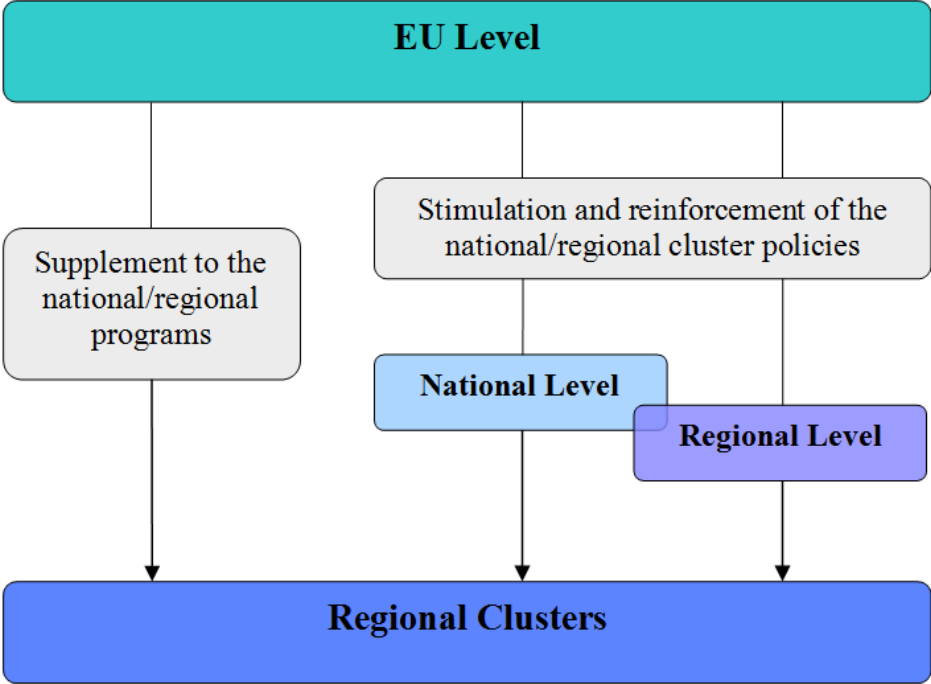 EU Level
Stimulation and reinforcement of the
national/regional cluster policies
Supplement to the
national/regional
programs
National Level
Regional Level
Regional Clusters